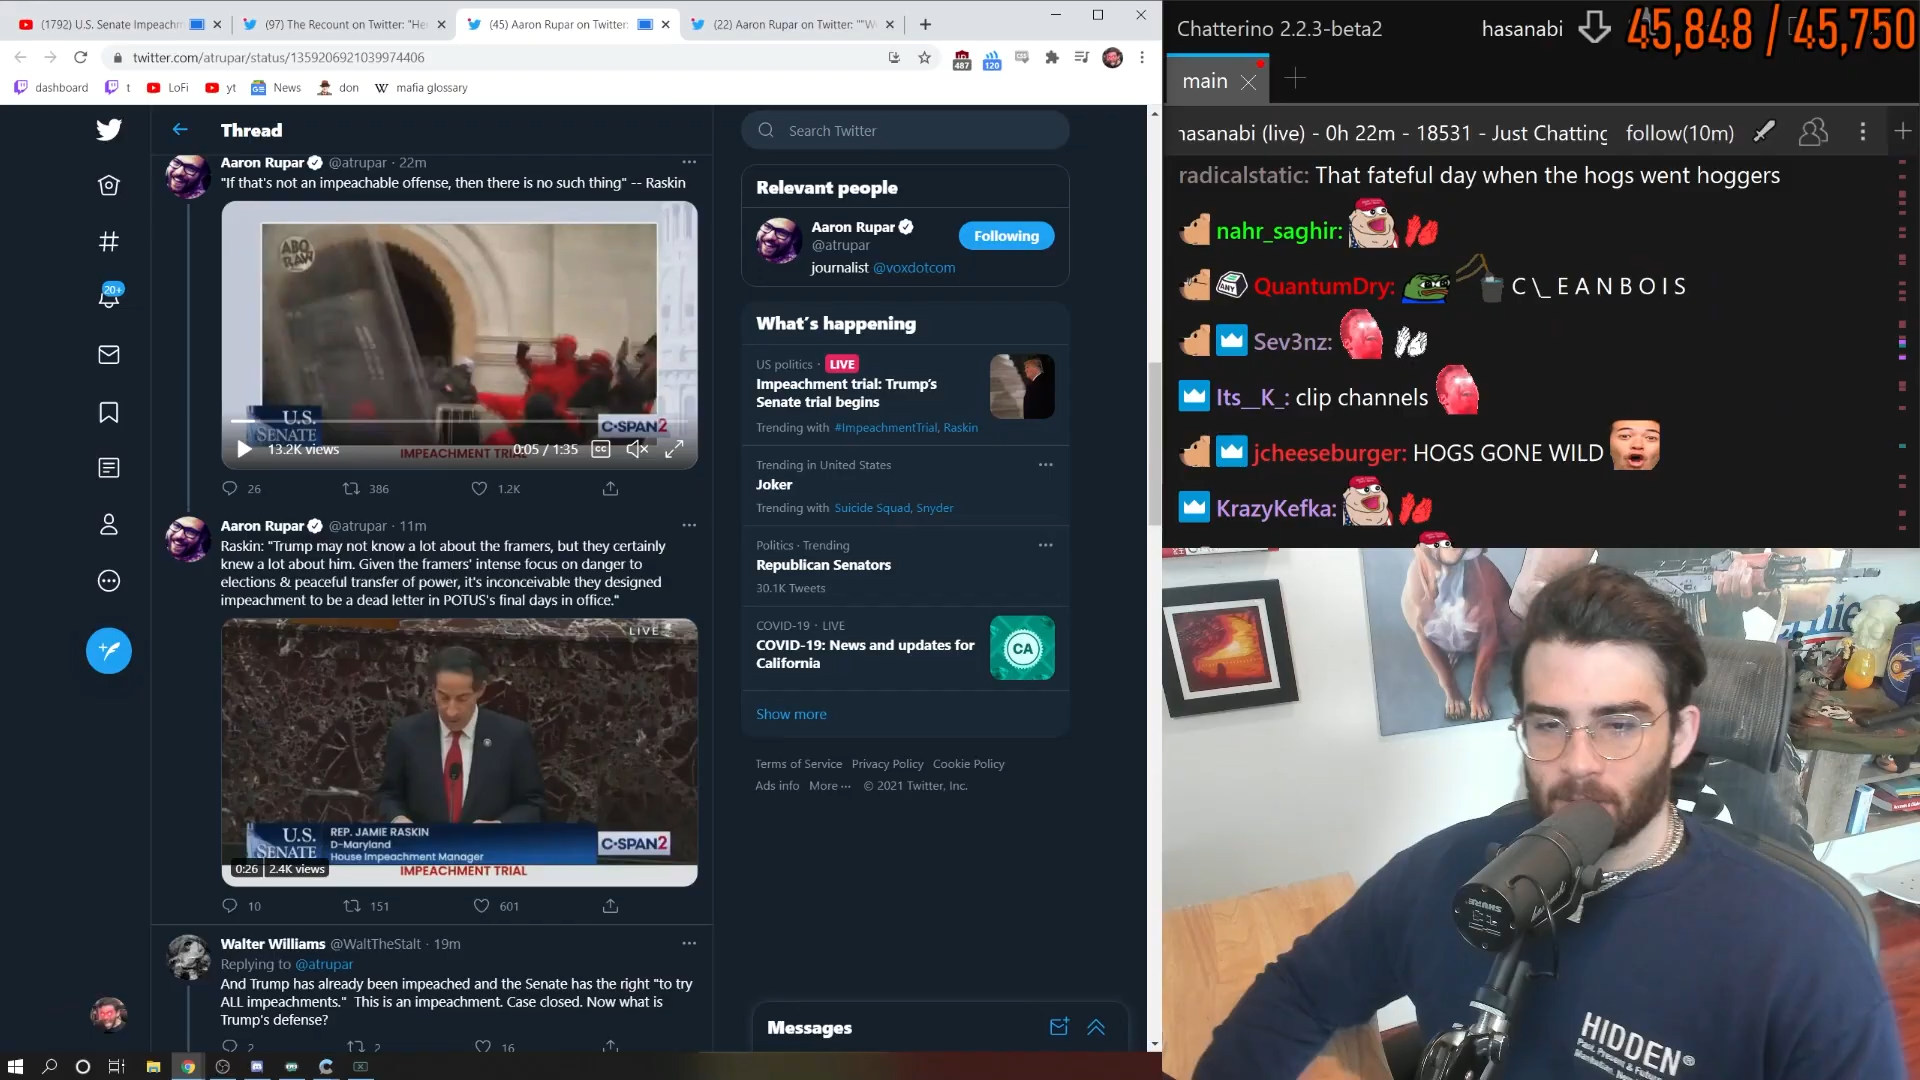 (1792) U.S. Senate Impeachm
(97) The Recount on Twitter: "He
(45) Aaron Rupar on Twitter:
(22) Aaron Rupar on Twitter: ""W
twitter.com/atrupar/status/1359206921039974406
487
120
dashboard
t
LoFi
yt
News
don
mafia glossary
Thread
Search Twitter
20+
Aaron Rupar @atrupar · 22m
"If that's not an impeachable offense, then there is no such thing" -- Raskin
ABQ
RAW
U.S.
SENATE
C-SPAN2
13.2K views
0:05 / 1:35
CC
26
386
1.2K
Aaron Rupar @atrupar · 11m
Raskin: "Trump may not know a lot about the framers, but they certainly
knew a lot about him. Given the framers' intense focus on danger to
elections & peaceful transfer of power, it's inconceivable they designed
impeachment to be a dead letter in POTUS's final days in office."
LIVE
U.S.
SENATE
REP. JAMIE RASKIN
D-Maryland
House Impeachment Manager
C-SPAN2
0:26 | 2.4K views
IMPEACHMENT TRIAL
10
151
601
Walter Williams @WaltTheStalt · 19m
Replying to @atrupar
And Trump has already been impeached and the Senate has the right "to try
ALL impeachments." This is an impeachment. Case closed. Now what is
Trump's defense?
2
2
16
Relevant people
Aaron Rupar
@atrupar
Following
journalist @voxdotcom
What's happening
US politics · LIVE
Impeachment trial: Trump's
Senate trial begins
Trending with #ImpeachmentTrial, Raskin
Trending in United States
Joker
Trending with Suicide Squad, Snyder
Politics · Trending
Republican Senators
30.1K Tweets
COVID-19 · LIVE
COVID-19: News and updates for
California
CA
Show more
Terms of Service Privacy Policy Cookie Policy
Ads info More ··· © 2021 Twitter, Inc.
Messages
Chatterino 2.2.3-beta2
hasanabi
45,848 / 45,750
main
hasanabi (live) - 0h 22m - 18531 - Just Chatting
follow(10m)
radicalstatic: That fateful day when the hogs went hoggers
nahr_saghir:
QuantumDry: C \_ E A N B O I S
Sev3nz:
Its__K_: clip channels
jcheeseburger: HOGS GONE WILD
KrazyKefka:
HIDDEN®